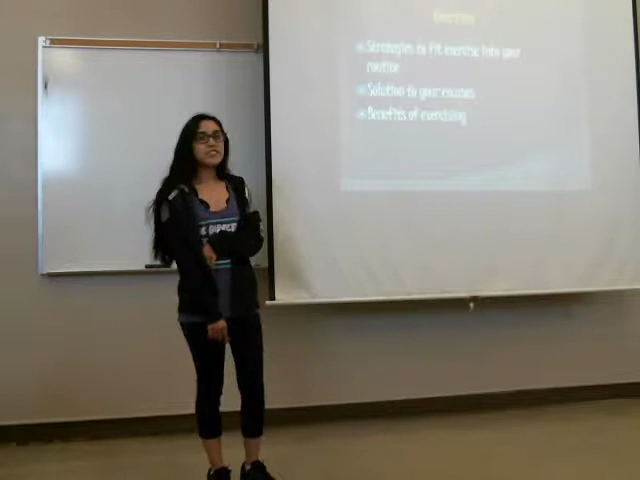 Exercise
Strategies to fit exercise into your
routine
Solution to your excuses
Benefits of exercising